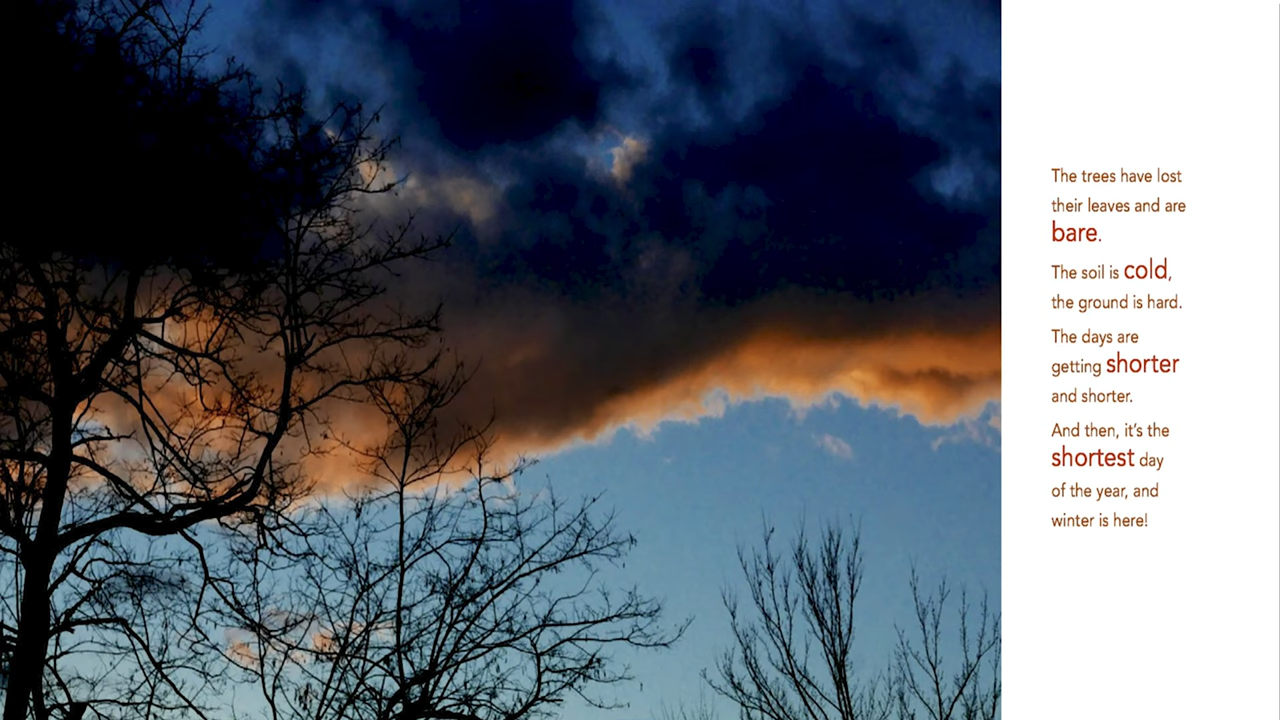 The trees have lost
their leaves and are
bare.
The soil is cold,
the ground is hard.
The days are
getting shorter
and shorter.
And then, it's the
shortest day
of the year, and
winter is here!